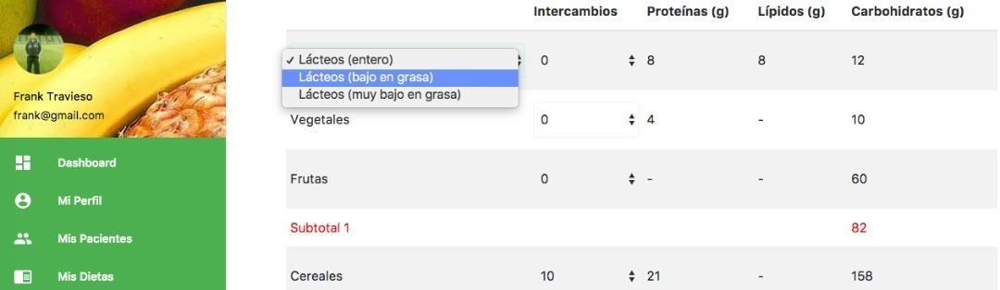 Frank Travieso
frank@gmail.com
Dashboard
Mi Perfil
Mis Pacientes
Mis Dietas
Intercambios Proteínas (g) Lípidos (g) Carbohidratos (g)
✓ Lácteos (entero) 0 8 8 12
Lácteos (bajo en grasa)
Lácteos (muy bajo en grasa)
Vegetales 0 4 - 10
Frutas 0 - - 60
Subtotal 1 82
Cereales 10 21 - 158